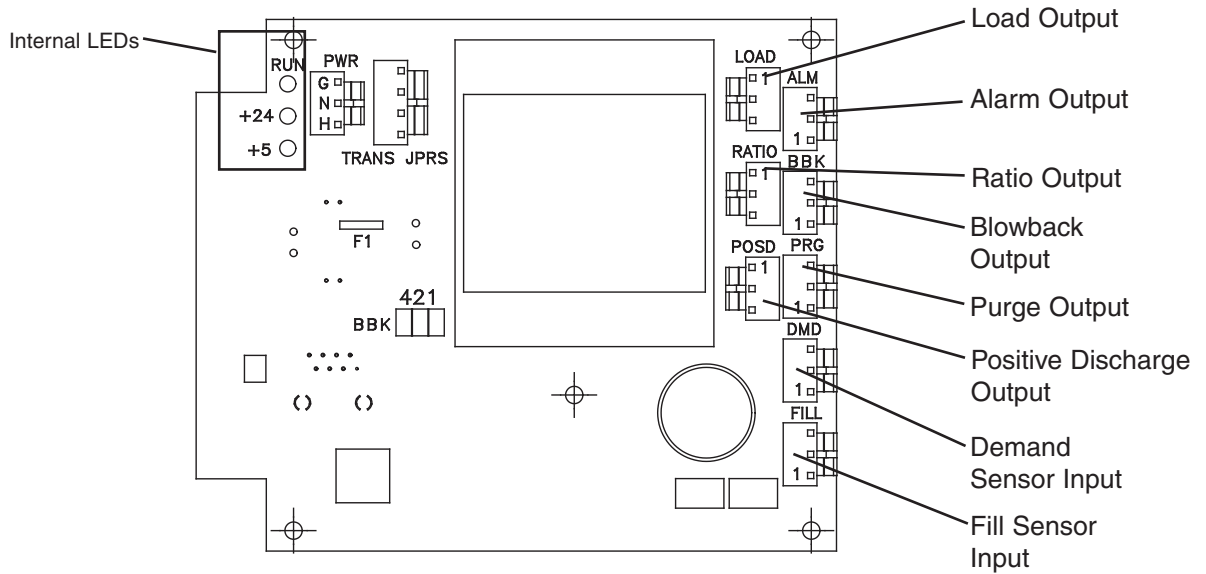 Internal LEDs
RUN
+24
+5
PWR
G
N
H
TRANS JPRS
F1
421
BBK
LOAD
1
ALM
1
RATIO
1
BBK
1
POSD
1
PRG
1
DMD
1
FILL
1
Load Output
Alarm Output
Ratio Output
Blowback
Output
Purge Output
Positive Discharge
Output
Demand
Sensor Input
Fill Sensor
Input